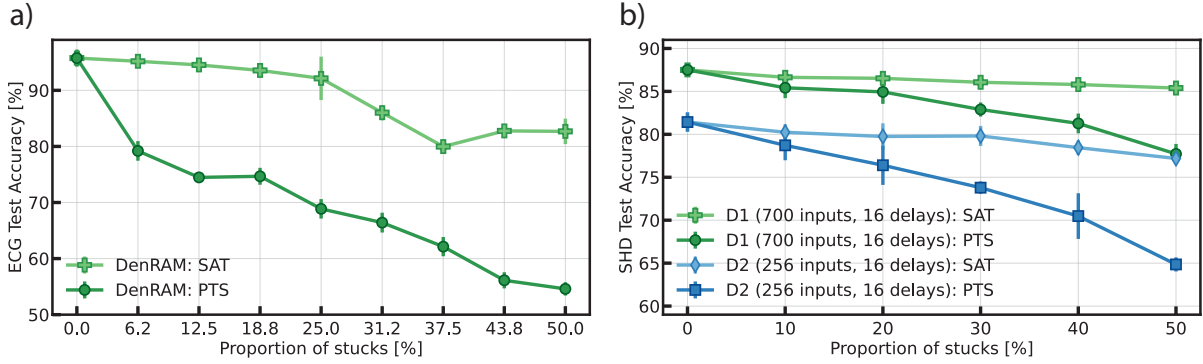 a)
ECG Test Accuracy [%]
90
80
70
60
50
DenRAM: SAT
DenRAM: PTS
0.0 6.2 12.5 18.8 25.0 31.2 37.5 43.8 50.0
Proportion of stucks [%]
b)
SHD Test Accuracy [%]
90
85
80
75
70
65
60
D1 (700 inputs, 16 delays): SAT
D1 (700 inputs, 16 delays): PTS
D2 (256 inputs, 16 delays): SAT
D2 (256 inputs, 16 delays): PTS
0 10 20 30 40 50
Proportion of stucks [%]